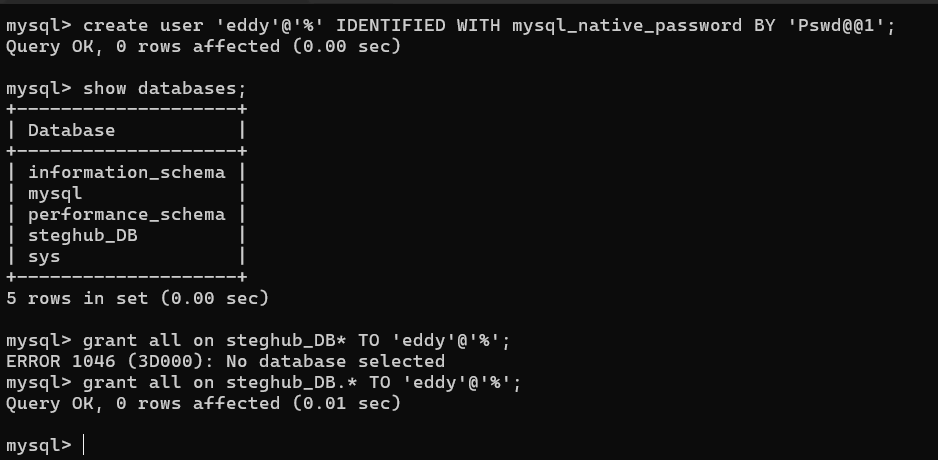 mysql> create user 'eddy'@'%' IDENTIFIED WITH mysql_native_password BY 'Pswd@@1';
Query OK, 0 rows affected (0.00 sec)
mysql> show databases;
+--------------------+
| Database           |
+--------------------+
| information_schema |
| mysql              |
| performance_schema |
| steghub_DB         |
| sys                |
+--------------------+
5 rows in set (0.00 sec)
mysql> grant all on steghub_DB* TO 'eddy'@'%';
ERROR 1046 (3D000): No database selected
mysql> grant all on steghub_DB.* TO 'eddy'@'%';
Query OK, 0 rows affected (0.01 sec)
mysql>